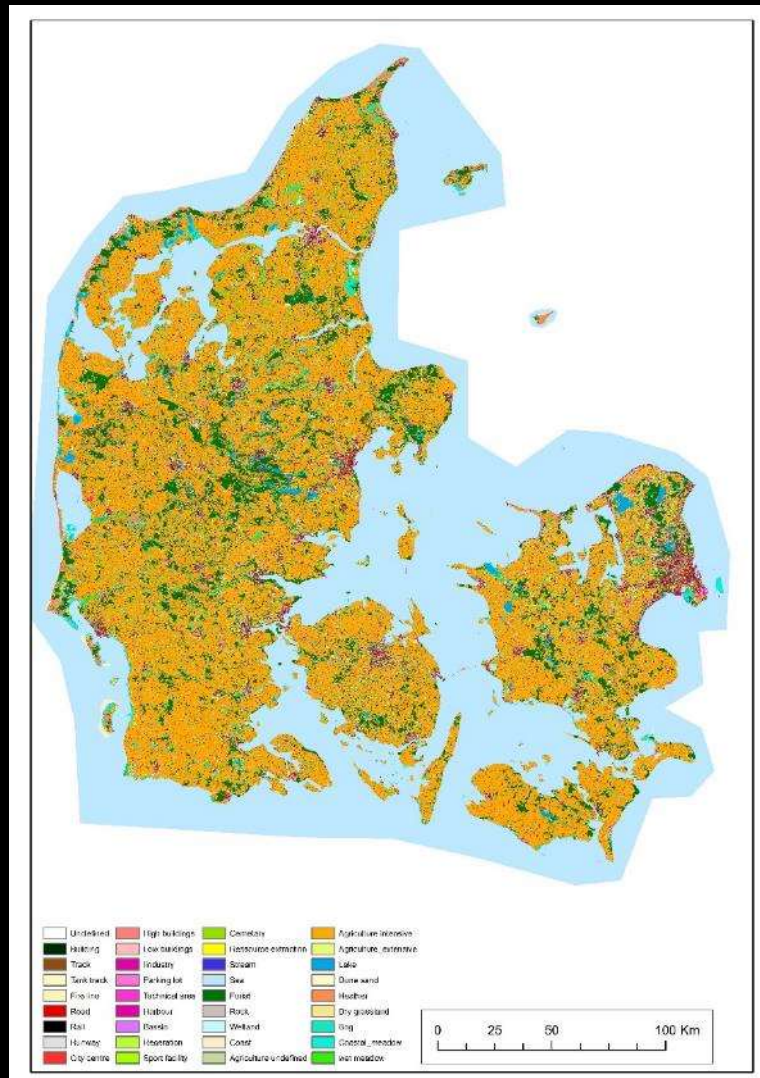 Undefined
High buildings
Cemetary
Agriculture intensive
Building
Low buildings
Ressource extraction
Agriculture_extensive
Track
Industry
Stream
Lake
Tank track
Parking lot
Sea
Dune sand
Fire line
Technical area
Forest
Heather
Road
Harbour
Rock
Dry grassland
Rail
Bassin
Wetland
Bog
Runway
Recreation
Coast
Coastal_meadow
City centre
Sport facility
Agriculture undefined
wet meadow
0 25 50 100 Km